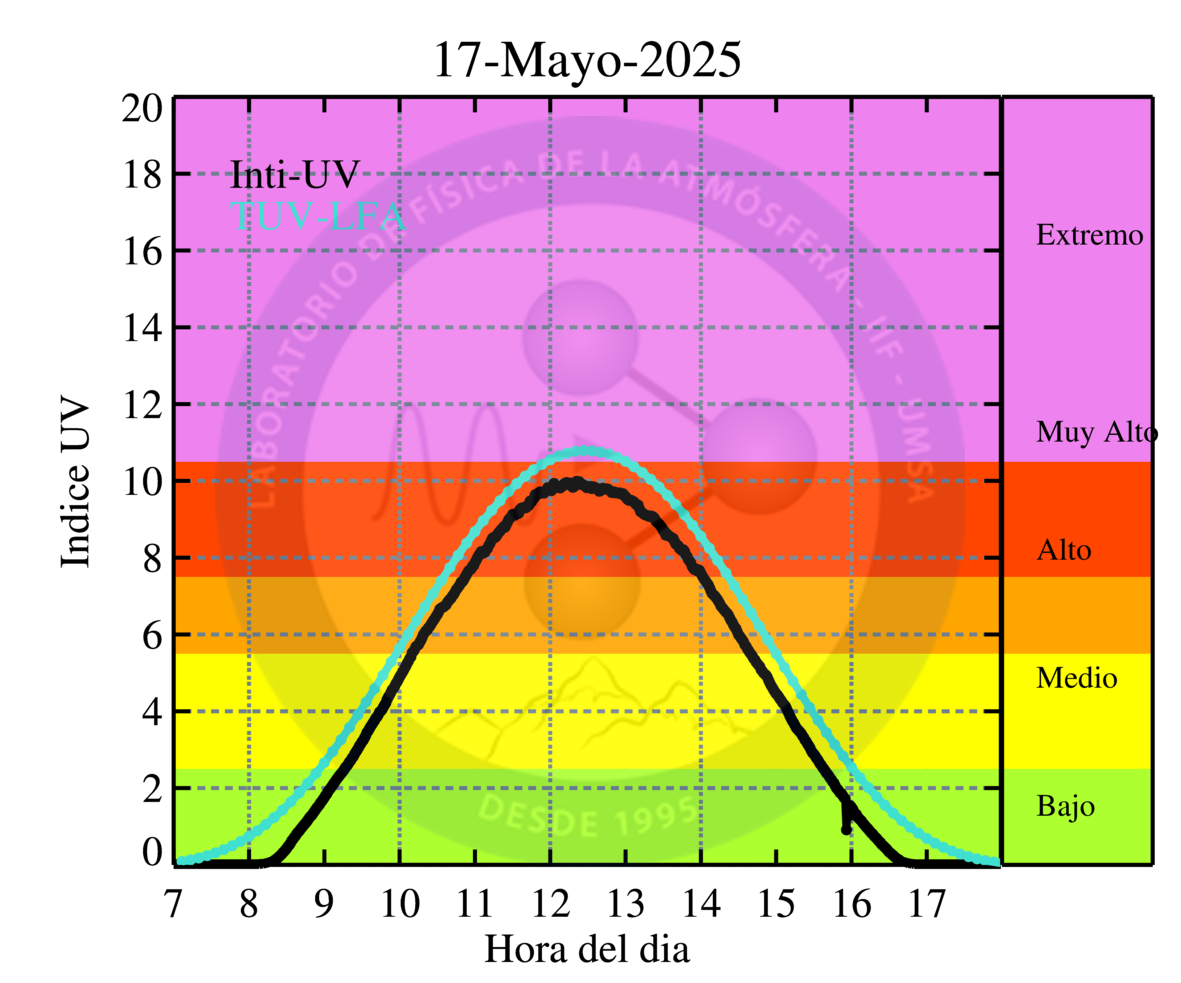 17-Mayo-2025
Indice UV
20
18
16
14
12
10
8
6
4
2
0
Inti-UV
TUV-LFA
LABORATORIO DE FÍSICA DE LA ATMÓSFERA - IIF - UMSA
DESDE 1995
Extremo
Muy Alto
Alto
Medio
Bajo
7 8 9 10 11 12 13 14 15 16 17
Hora del dia